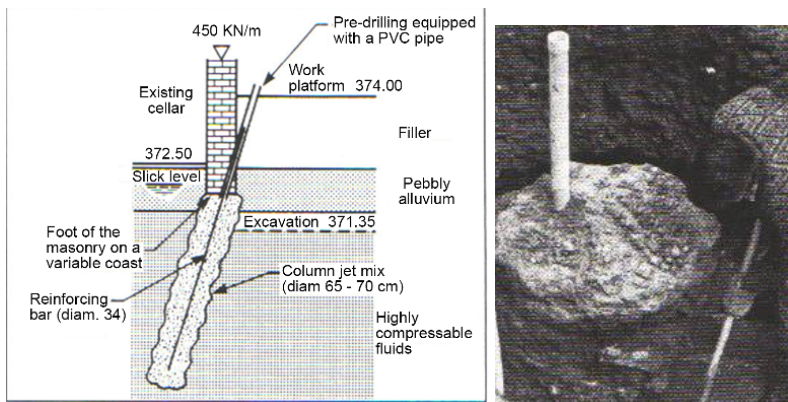 450 KN/m
Pre-drilling equipped
with a PVC pipe
Work
platform 374.00
Existing
cellar
Filler
372.50
Slick level
Pebbly
alluvium
Excavation 371.35
Foot of the
masonry on a
variable coast
Column jet mix
(diam 65 - 70 cm)
Reinforcing
bar (diam. 34)
Highly
compressable
fluids